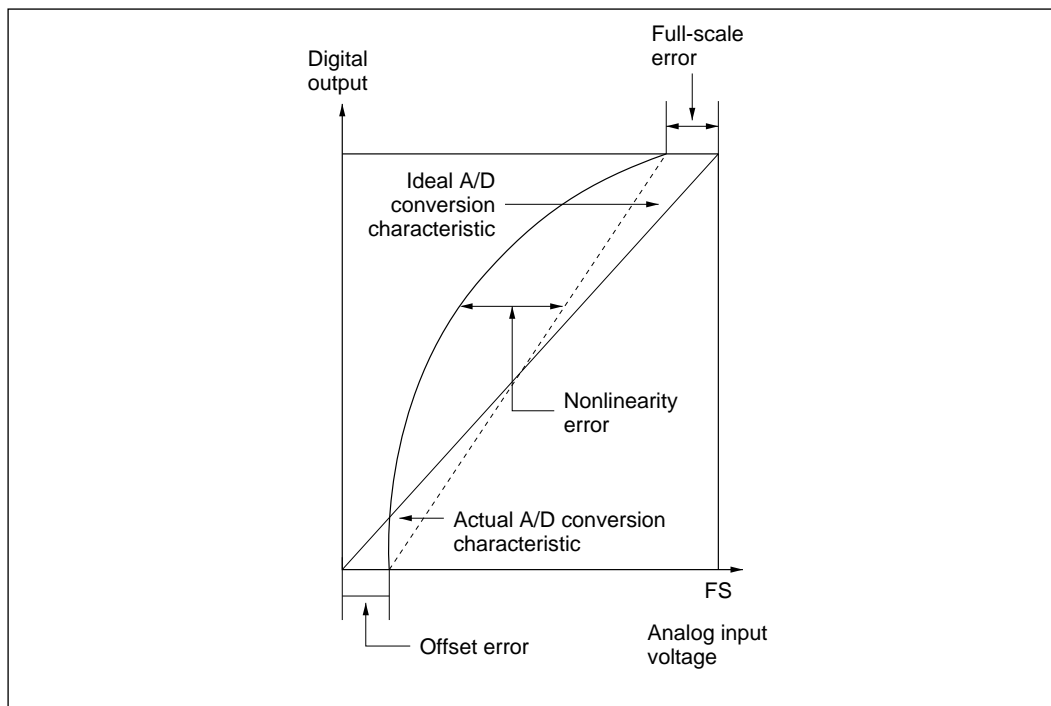 Full-scale
error
Digital
output
Ideal A/D
conversion
characteristic
Nonlinearity
error
Actual A/D conversion
characteristic
FS
Offset error
Analog input
voltage